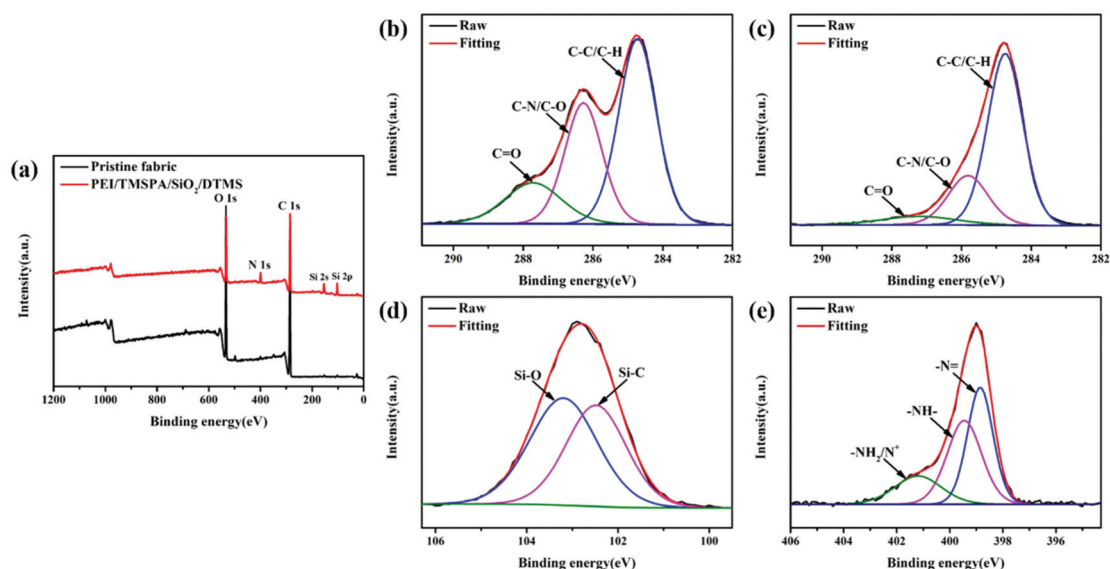 (a)
Pristine fabric
PEI/TMSPA/SiO₂/DTMS
O 1s
C 1s
N 1s
Si 2s
Si 2p
Intensity(a.u.)
1200 1000 800 600 400 200 0
Binding energy(eV)
(b)
Raw
Fitting
C-C/C-H
C-N/C-O
C=O
Intensity(a.u.)
290 288 286 284 282
Binding energy(eV)
(c)
Raw
Fitting
C-C/C-H
C-N/C-O
C=O
Intensity(a.u.)
290 288 286 284 282
Binding energy(eV)
(d)
Raw
Fitting
Si-O
Si-C
Intensity(a.u.)
106 104 102 100
Binding energy(eV)
(e)
Raw
Fitting
-N=
-NH-
-NH₂/N⁺
Intensity(a.u.)
406 404 402 400 398 396
Binding energy(eV)